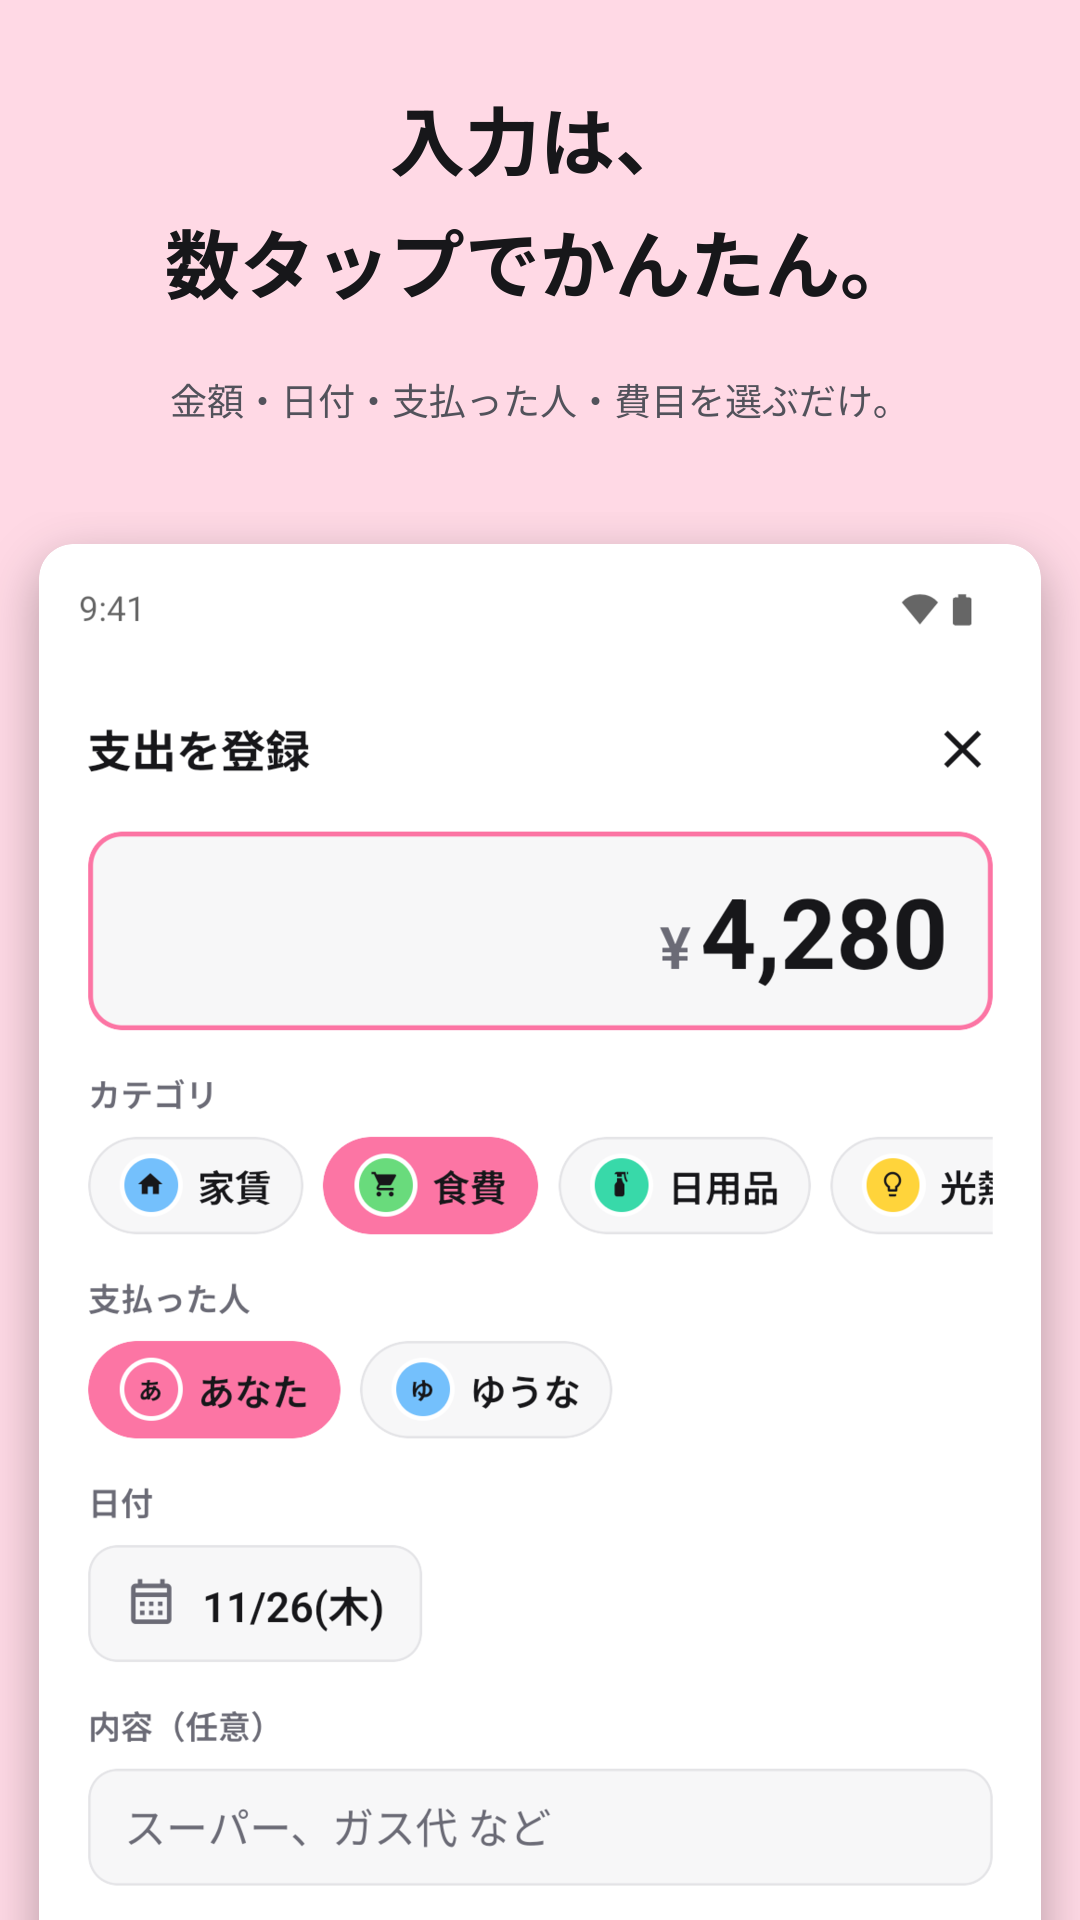 入力は、
数タップでかんたん。
金額・日付・支払った人・費目を選ぶだけ。
9:41
支出を登録
¥4,280
カテゴリ
家賃 食費 日用品 光熱
支払った人
あ あなた ゆ ゆうな
日付
11/26(木)
内容（任意）
スーパー、ガス代 など